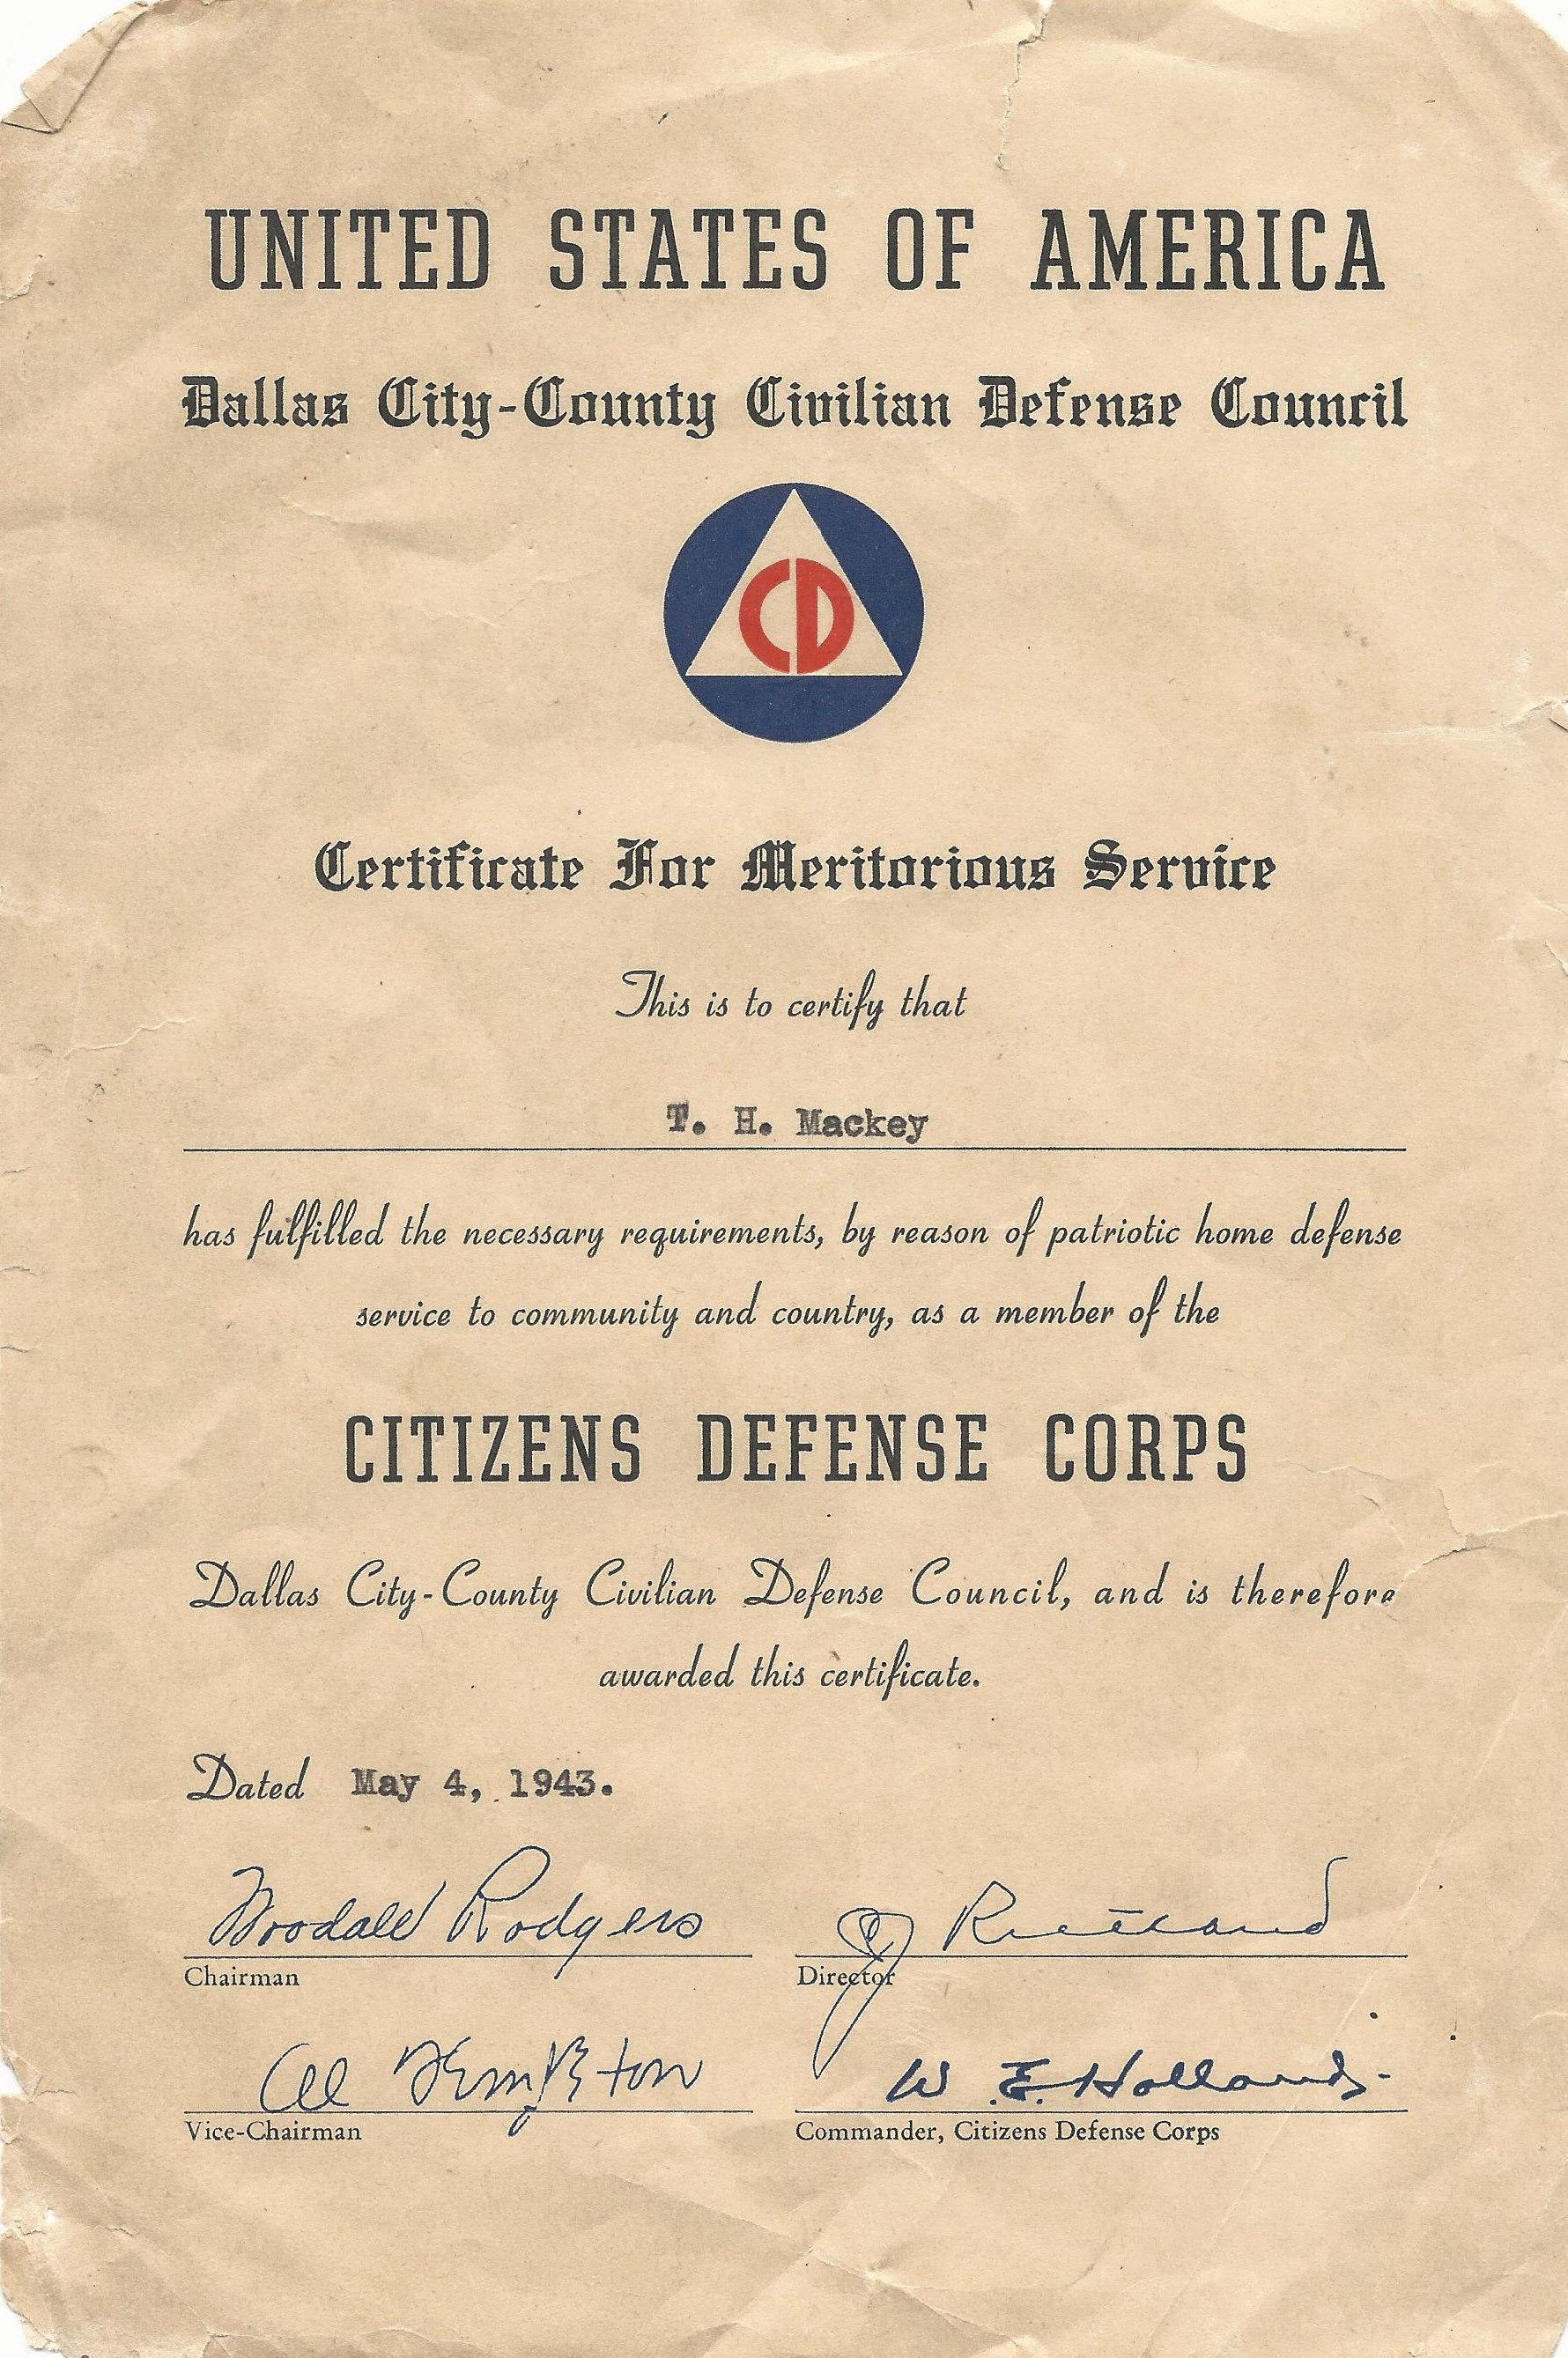 UNITED STATES OF AMERICA
Dallas City-County Civilian Defense Council
CD
Certificate For Meritorious Service
This is to certify that
T. H. Mackey
has fulfilled the necessary requirements, by reason of patriotic home defense
service to community and country, as a member of the
CITIZENS DEFENSE CORPS
Dallas City-County Civilian Defense Council, and is therefore
awarded this certificate.
Dated May 4, 1943.
Woodall Rodgers
Chairman
Director
Al Templeton
Vice-Chairman
W. E. Holland
Commander, Citizens Defense Corps